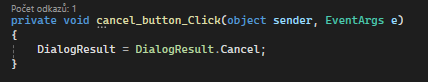 Počet odkazů: 1
private void cancel_button_Click(object sender, EventArgs e)
{
DialogResult = DialogResult.Cancel;
}